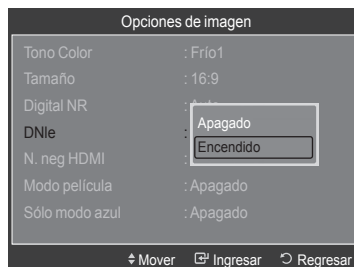 Opciones de imagen
Tono Color : Frío1
Tamaño : 16:9
Digital NR :
DNIe :
Apagado
Encendido
N. neg HDMI :
Modo película : Apagado
Sólo modo azul : Apagado
Mover Ingresar Regresar